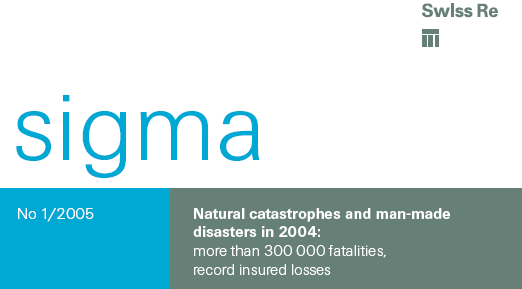 Swiss Re
sigma
No 1/2005
Natural catastrophes and man-made
disasters in 2004:
more than 300 000 fatalities,
record insured losses